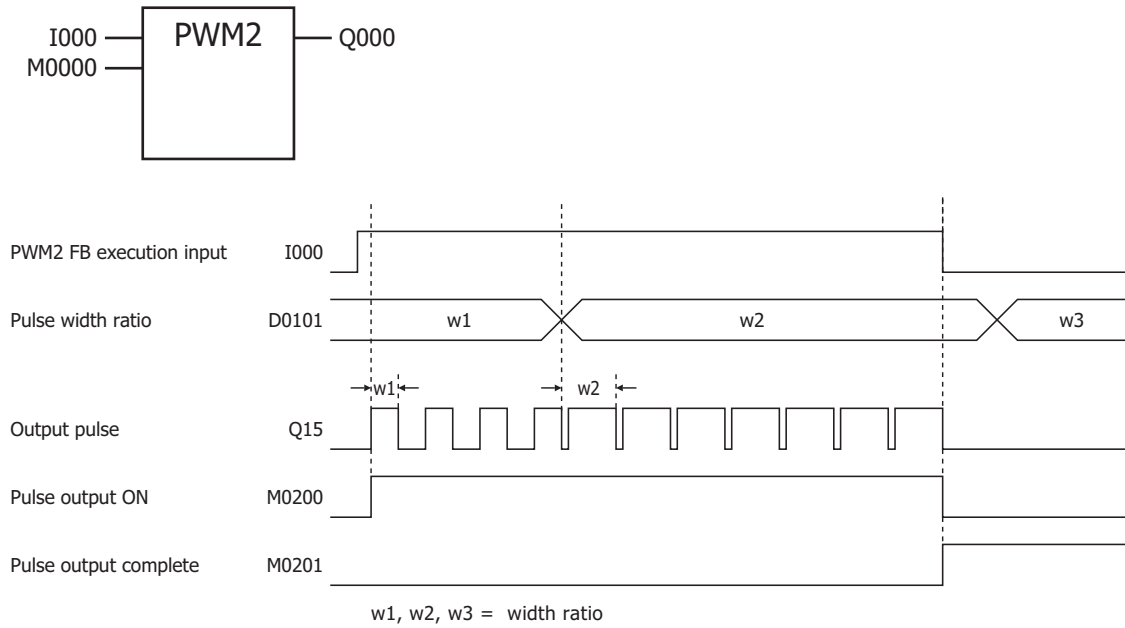 I000 PWM2 Q000
M0000
PWM2 FB execution input I000
Pulse width ratio D0101 w1 w2 w3
w1 w2
Output pulse Q15
Pulse output ON M0200
Pulse output complete M0201
w1, w2, w3 = width ratio